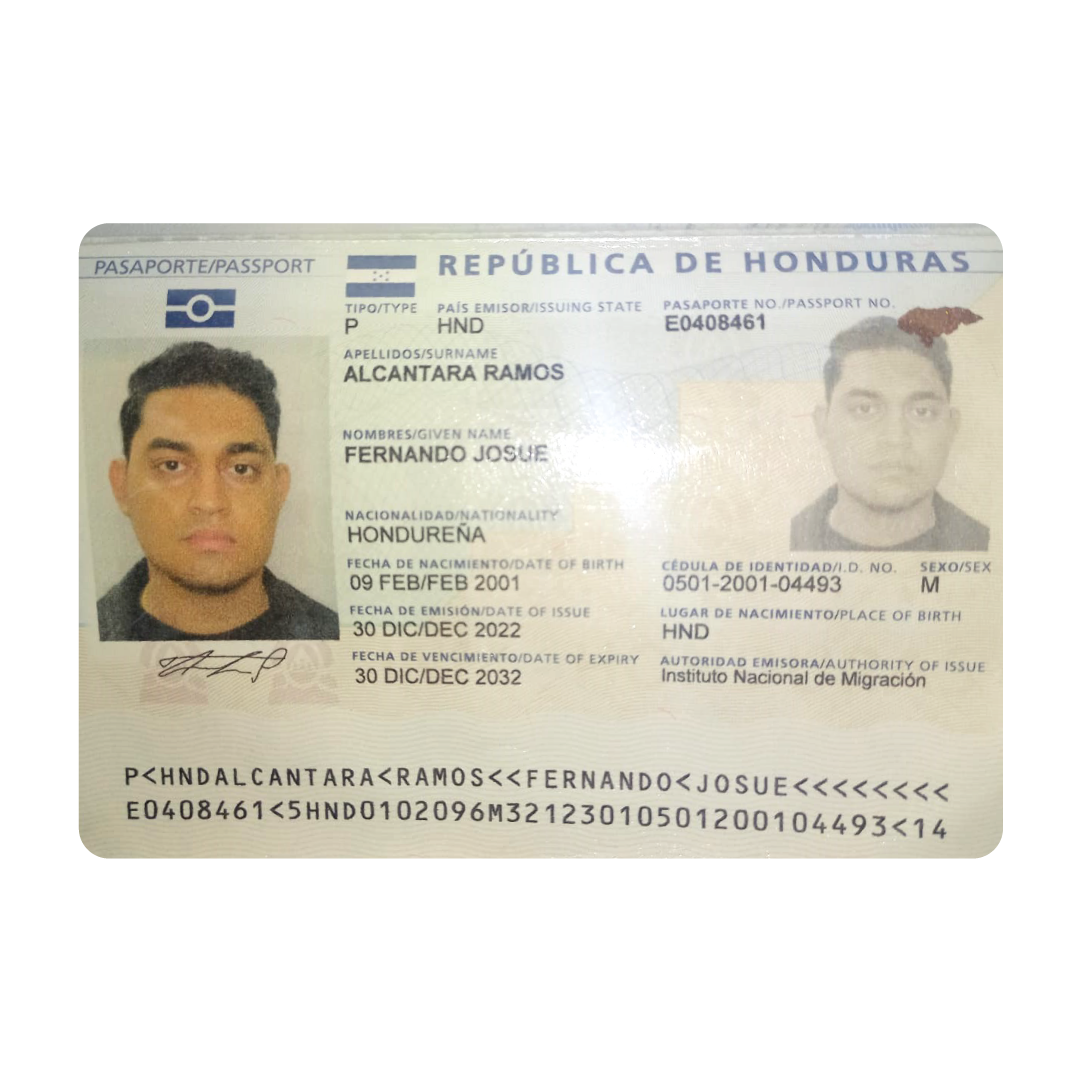 PASAPORTE/PASSPORT
REPÚBLICA DE HONDURAS
TIPO/TYPE PAÍS EMISOR/ISSUING STATE PASAPORTE NO./PASSPORT NO.
P HND E0408461
APELLIDOS/SURNAME
ALCANTARA RAMOS
NOMBRES/GIVEN NAME
FERNANDO JOSUE
NACIONALIDAD/NATIONALITY
HONDUREÑA
FECHA DE NACIMIENTO/DATE OF BIRTH CÉDULA DE IDENTIDAD/I.D. NO. SEXO/SEX
09 FEB/FEB 2001 0501-2001-04493 M
FECHA DE EMISIÓN/DATE OF ISSUE LUGAR DE NACIMIENTO/PLACE OF BIRTH
30 DIC/DEC 2022 HND
FECHA DE VENCIMIENTO/DATE OF EXPIRY AUTORIDAD EMISORA/AUTHORITY OF ISSUE
30 DIC/DEC 2032 Instituto Nacional de Migración
P<HNDALCANTARA<RAMOS<<FERNANDO<JOSUE<<<<<<<<
E0408461<5HND0102096M32123010501200104493<14